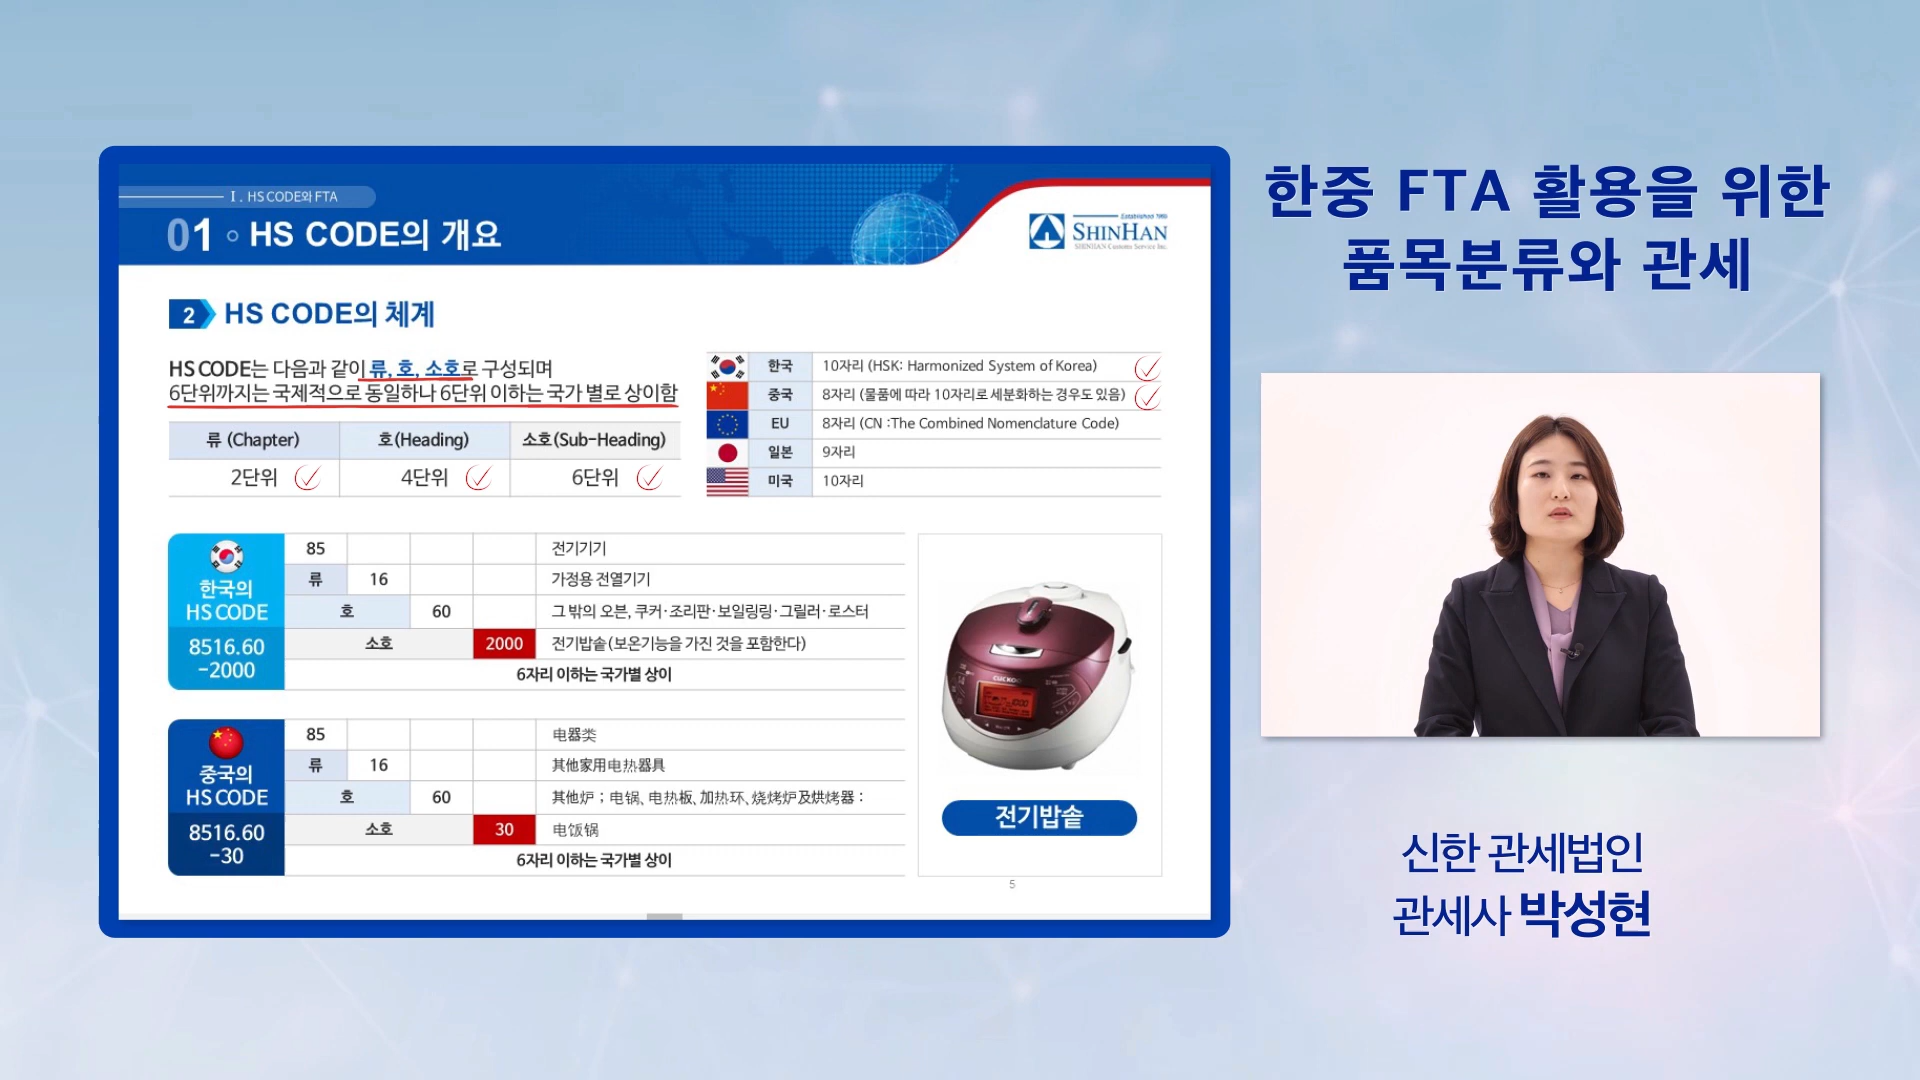 I. HS CODE와 FTA
01 HS CODE의 개요
Established 1965
SHINHAN
SHINHAN Customs Service Inc.
2 HS CODE의 체계
HS CODE는 다음과 같이 류, 호, 소호로 구성되며
6단위까지는 국제적으로 동일하나 6단위 이하는 국가 별로 상이함
류 (Chapter) 호(Heading) 소호(Sub-Heading)
2단위 4단위 6단위
한국 10자리 (HSK: Harmonized System of Korea)
중국 8자리 (물품에 따라 10자리로 세분화하는 경우도 있음)
EU 8자리 (CN :The Combined Nomenclature Code)
일본 9자리
미국 10자리
한국의
HS CODE
8516.60
-2000
85 전기기기
류 16 가정용 전열기기
호 60 그 밖의 오븐, 쿠커·조리판·보일링링·그릴러·로스터
소호 2000 전기밥솥(보온기능을 가진 것을 포함한다)
6자리 이하는 국가별 상이
중국의
HS CODE
8516.60
-30
85 电器类
류 16 其他家用电热器具
호 60 其他炉；电锅、电热板、加热环、烧烤炉及烘烤器：
소호 30 电饭锅
6자리 이하는 국가별 상이
CUCKOO
전기밥솥
5
한중 FTA 활용을 위한
품목분류와 관세
신한 관세법인
관세사 박성현